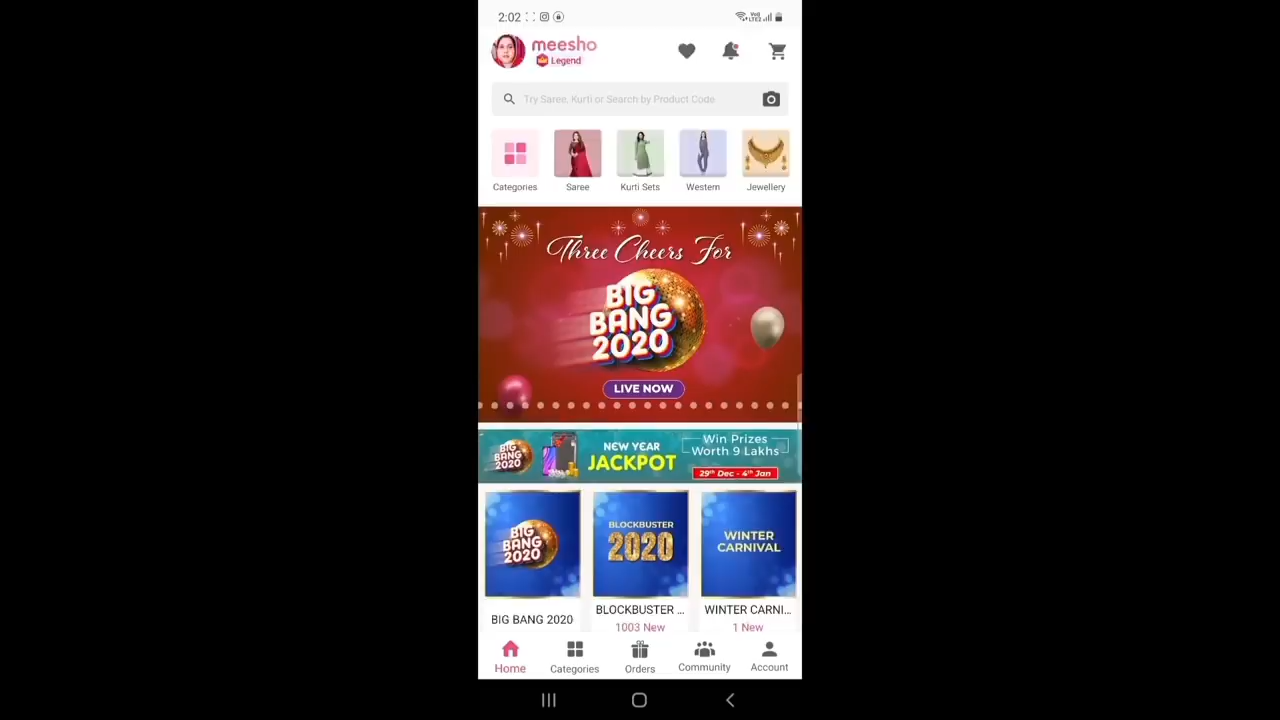 2:02
VoLTE2
meesho
Legend
Try Saree, Kurti or Search by Product Code
Categories
Saree
Kurti Sets
Western
Jewellery
Three Cheers For
BIG
BANG
2020
LIVE NOW
BIG
BANG
2020
NEW YEAR
JACKPOT
Win Prizes
Worth 9 Lakhs
29th Dec - 4th Jan
BIG
BANG
2020
BLOCKBUSTER
2020
WINTER
CARNIVAL
BIG BANG 2020
BLOCKBUSTER ...
1003 New
WINTER CARNI...
1 New
Home
Categories
Orders
Community
Account